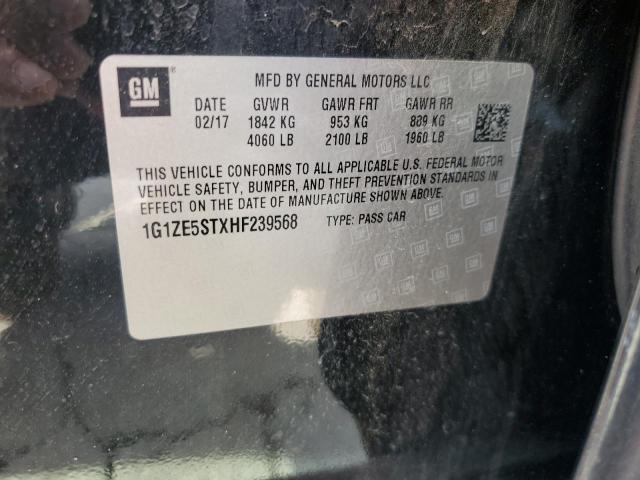 GM ® MFD BY GENERAL MOTORS LLC
DATE GVWR GAWR FRT GAWR RR
02/17 1842 KG 953 KG 889 KG
4060 LB 2100 LB 1960 LB
THIS VEHICLE CONFORMS TO ALL APPLICABLE U.S. FEDERAL MOTOR
VEHICLE SAFETY, BUMPER, AND THEFT PREVENTION STANDARDS IN
EFFECT ON THE DATE OF MANUFACTURE SHOWN ABOVE.
1G1ZE5STXHF239568 TYPE: PASS CAR